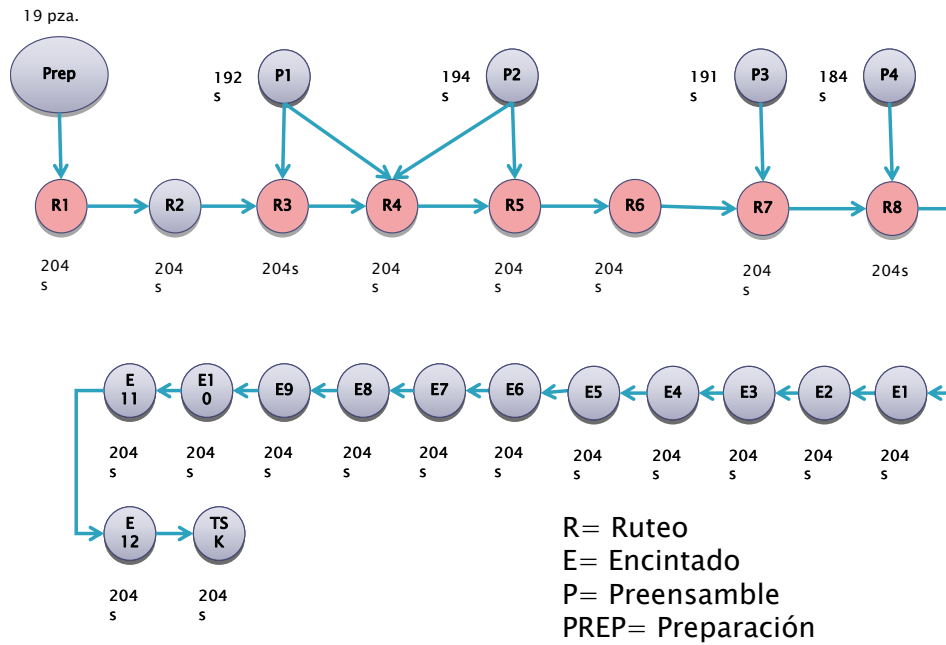 19 pza.
Prep
192
s
P1
194
s
P2
191
s
P3
184
s
P4
R1
R2
R3
R4
R5
R6
R7
R8
204
s
204
s
204s
204
s
204
s
204
s
204
s
204s
E
11
E1
0
E9
E8
E7
E6
E5
E4
E3
E2
E1
204
s
204
s
204
s
204
s
204
s
204
s
204
s
204
s
204
s
204
s
204
s
E
12
TS
K
204
s
204
s
R= Ruteo
E= Encintado
P= Preensamble
PREP= Preparación